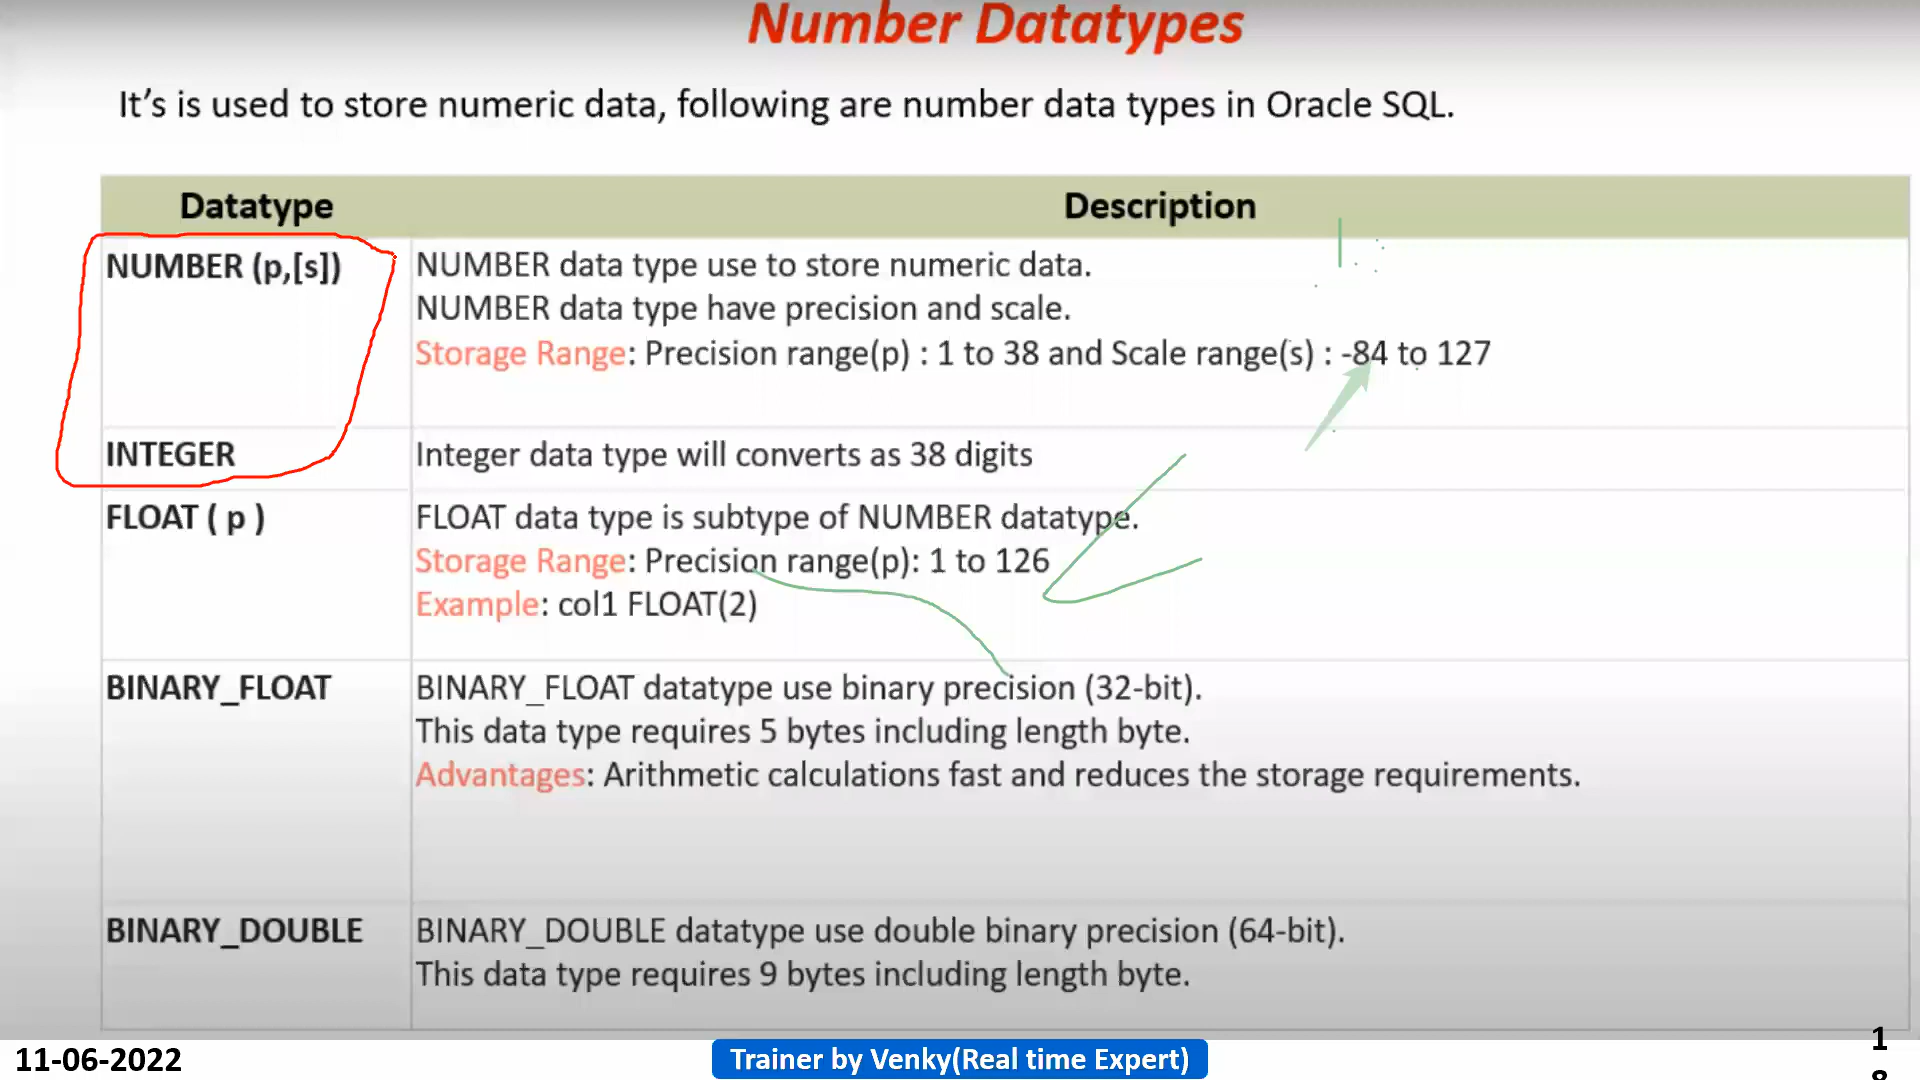 Number Datatypes
It's is used to store numeric data, following are number data types in Oracle SQL.
Datatype Description
NUMBER (p,[s]) NUMBER data type use to store numeric data.
NUMBER data type have precision and scale.
Storage Range: Precision range(p) : 1 to 38 and Scale range(s) : -84 to 127
INTEGER Integer data type will converts as 38 digits
FLOAT ( p ) FLOAT data type is subtype of NUMBER datatype.
Storage Range: Precision range(p): 1 to 126
Example: col1 FLOAT(2)
BINARY_FLOAT BINARY_FLOAT datatype use binary precision (32-bit).
This data type requires 5 bytes including length byte.
Advantages: Arithmetic calculations fast and reduces the storage requirements.
BINARY_DOUBLE BINARY_DOUBLE datatype use double binary precision (64-bit).
This data type requires 9 bytes including length byte.
11-06-2022 Trainer by Venky(Real time Expert) 1